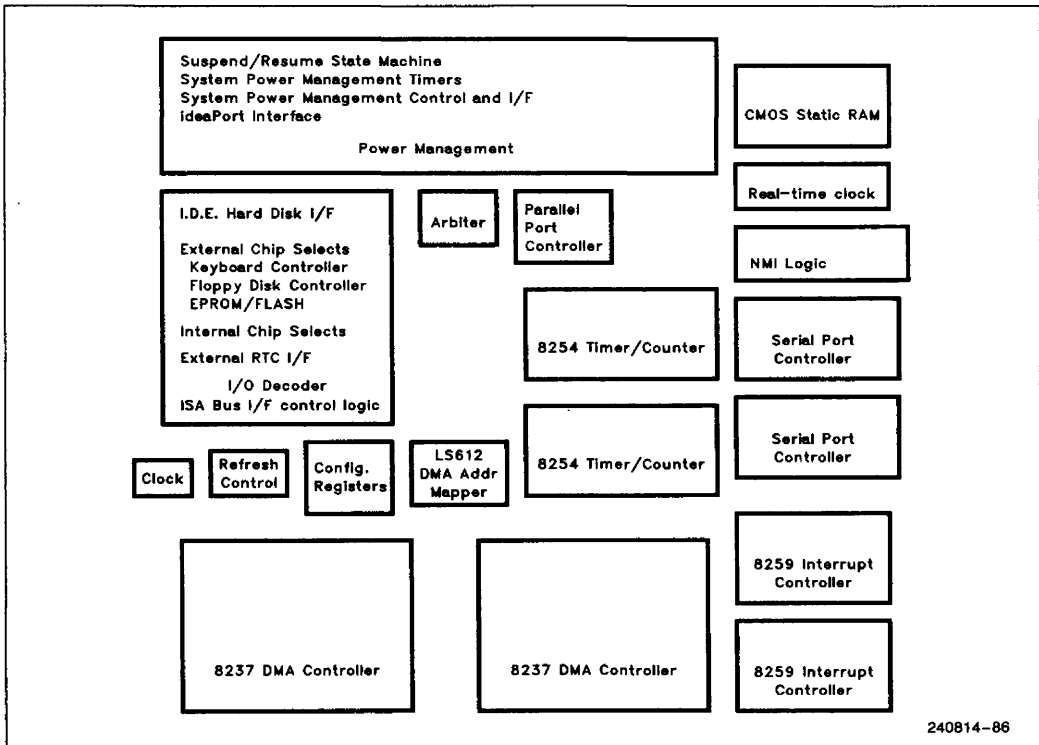 Suspend/Resume State Machine
System Power Management Timers
System Power Management Control and I/F
ideaPort Interface
Power Management
CMOS Static RAM
Real-time clock
I.D.E. Hard Disk I/F
External Chip Selects
Keyboard Controller
Floppy Disk Controller
EPROM/FLASH
Internal Chip Selects
External RTC I/F
I/O Decoder
ISA Bus I/F control logic
Arbiter
Parallel
Port
Controller
NMI Logic
8254 Timer/Counter
Serial Port
Controller
8254 Timer/Counter
Serial Port
Controller
Clock
Refresh
Control
Config.
Registers
LS612
DMA Addr
Mapper
8237 DMA Controller
8237 DMA Controller
8259 Interrupt
Controller
8259 Interrupt
Controller
240814-86